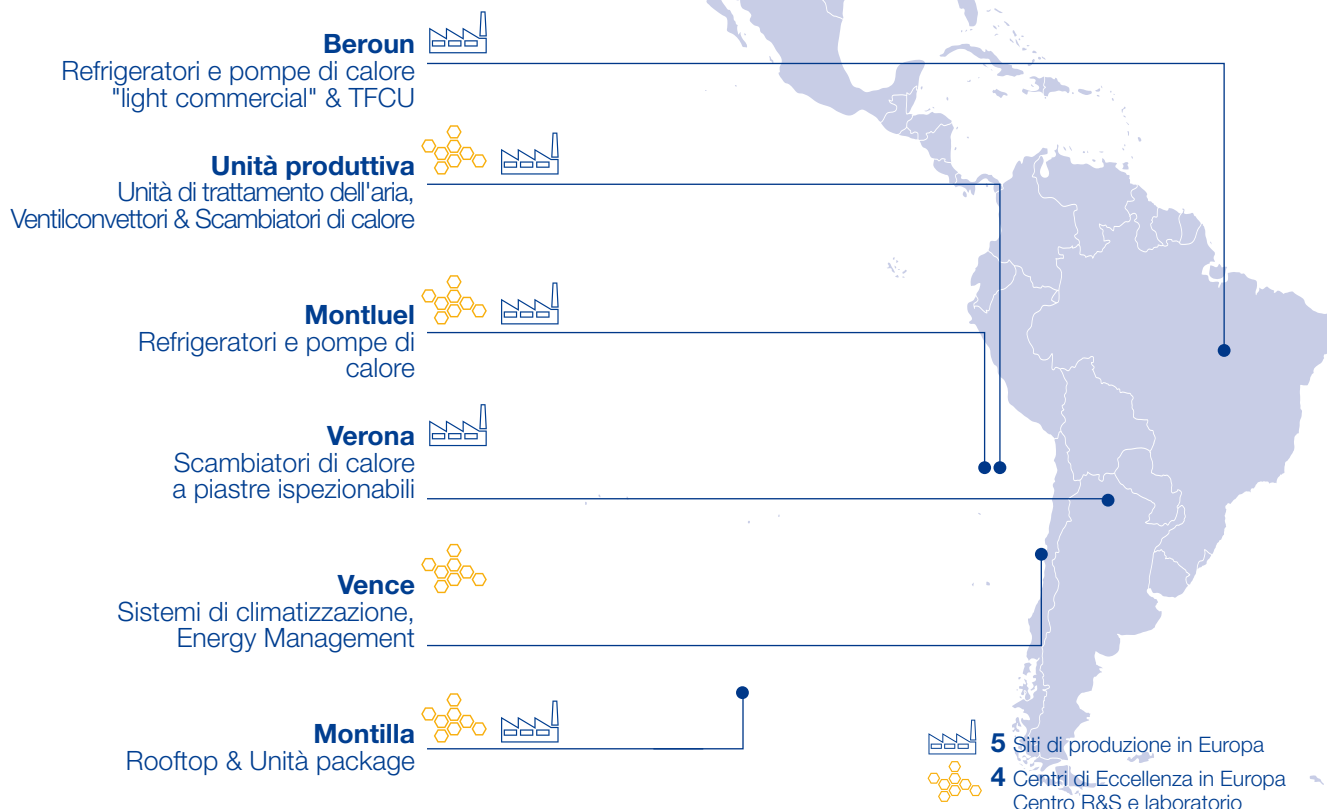 Beroun
Refrigeratori e pompe di calore
"light commercial" & TFCU
Unità produttiva
Unità di trattamento dell'aria,
Ventilconvettori & Scambiatori di calore
Montluel
Refrigeratori e pompe di
calore
Verona
Scambiatori di calore
a piastre ispezionabili
Vence
Sistemi di climatizzazione,
Energy Management
Montilla
Rooftop & Unità package
5 Siti di produzione in Europa
4 Centri di Eccellenza in Europa
Centro R&S e laboratorio